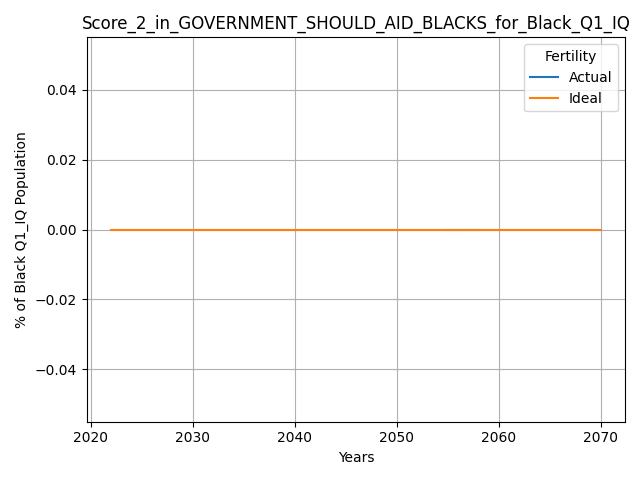 Score_2_in_GOVERNMENT_SHOULD_AID_BLACKS_for_Black_Q1_IQ
Fertility
Actual
Ideal
% of Black Q1_IQ Population
0.04
0.02
0.00
−0.02
−0.04
2020 2030 2040 2050 2060 2070
Years